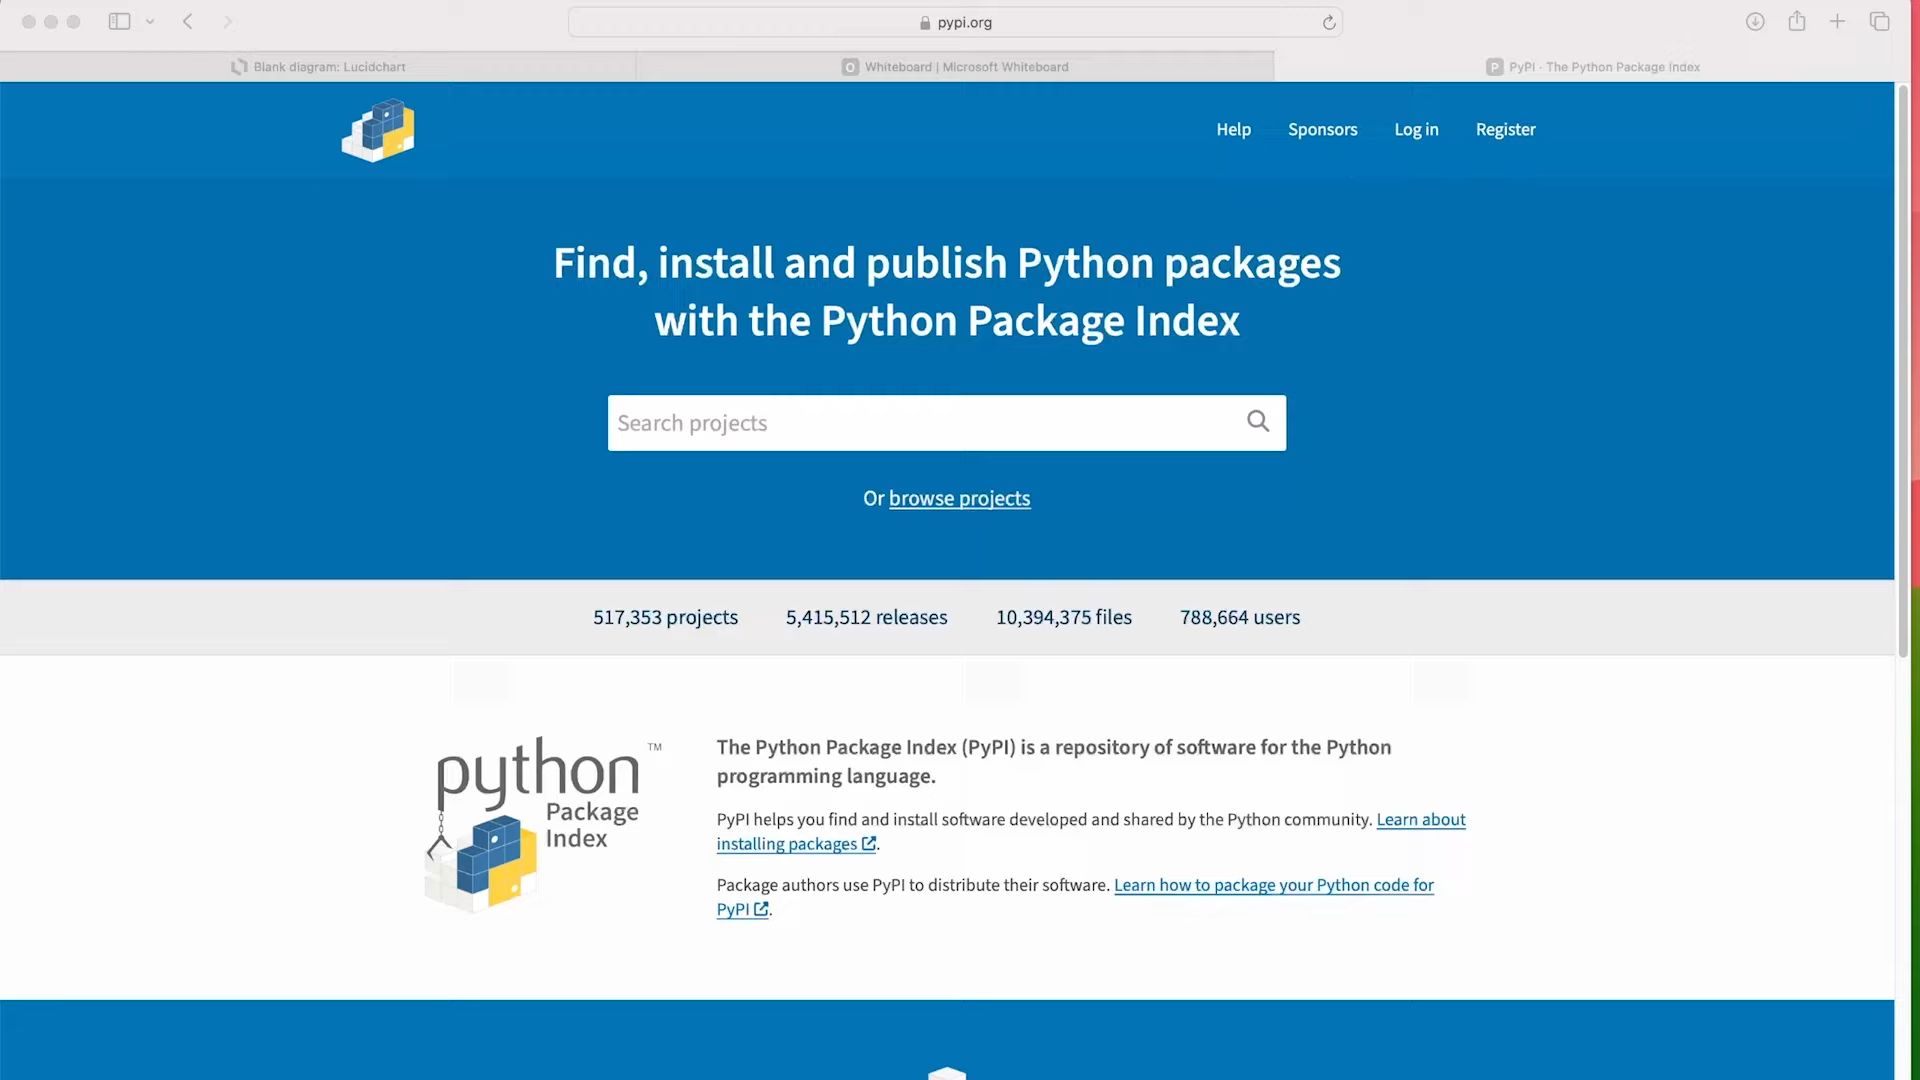 pypi.org
Blank diagram: Lucidchart
Whiteboard | Microsoft Whiteboard
PyPI · The Python Package Index
Help
Sponsors
Log in
Register
Find, install and publish Python packages
with the Python Package Index
Search projects
Or browse projects
517,353 projects
5,415,512 releases
10,394,375 files
788,664 users
python
TM
Package
Index
The Python Package Index (PyPI) is a repository of software for the Python
programming language.
PyPI helps you find and install software developed and shared by the Python community. Learn about
installing packages.
Package authors use PyPI to distribute their software. Learn how to package your Python code for
PyPI.